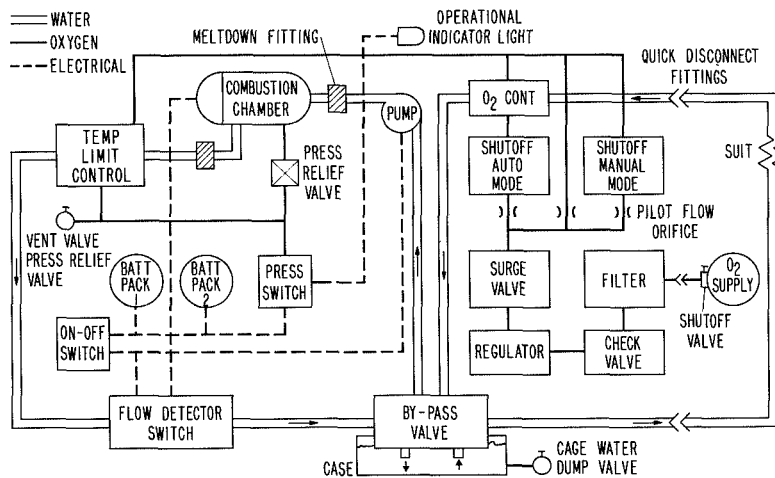 WATER
OXYGEN
ELECTRICAL
MELTDOWN FITTING
OPERATIONAL
INDICATOR LIGHT
QUICK DISCONNECT
FITTINGS
COMBUSTION
CHAMBER
PUMP
O2 CONT
SUIT
TEMP
LIMIT
CONTROL
PRESS
RELIEF
VALVE
SHUTOFF
AUTO
MODE
SHUTOFF
MANUAL
MODE
PILOT FLOW
ORIFICE
VENT VALVE
PRESS RELIEF
VALVE
BATT
PACK
1
BATT
PACK
2
PRESS
SWITCH
SURGE
VALVE
FILTER
O2
SUPPLY
SHUTOFF
VALVE
ON-OFF
SWITCH
REGULATOR
CHECK
VALVE
FLOW DETECTOR
SWITCH
BY-PASS
VALVE
CASE
CAGE WATER
DUMP VALVE